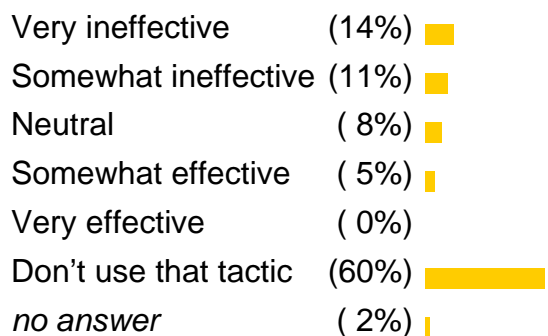 Very ineffective (14%)
Somewhat ineffective (11%)
Neutral ( 8%)
Somewhat effective ( 5%)
Very effective ( 0%)
Don’t use that tactic (60%)
no answer ( 2%)